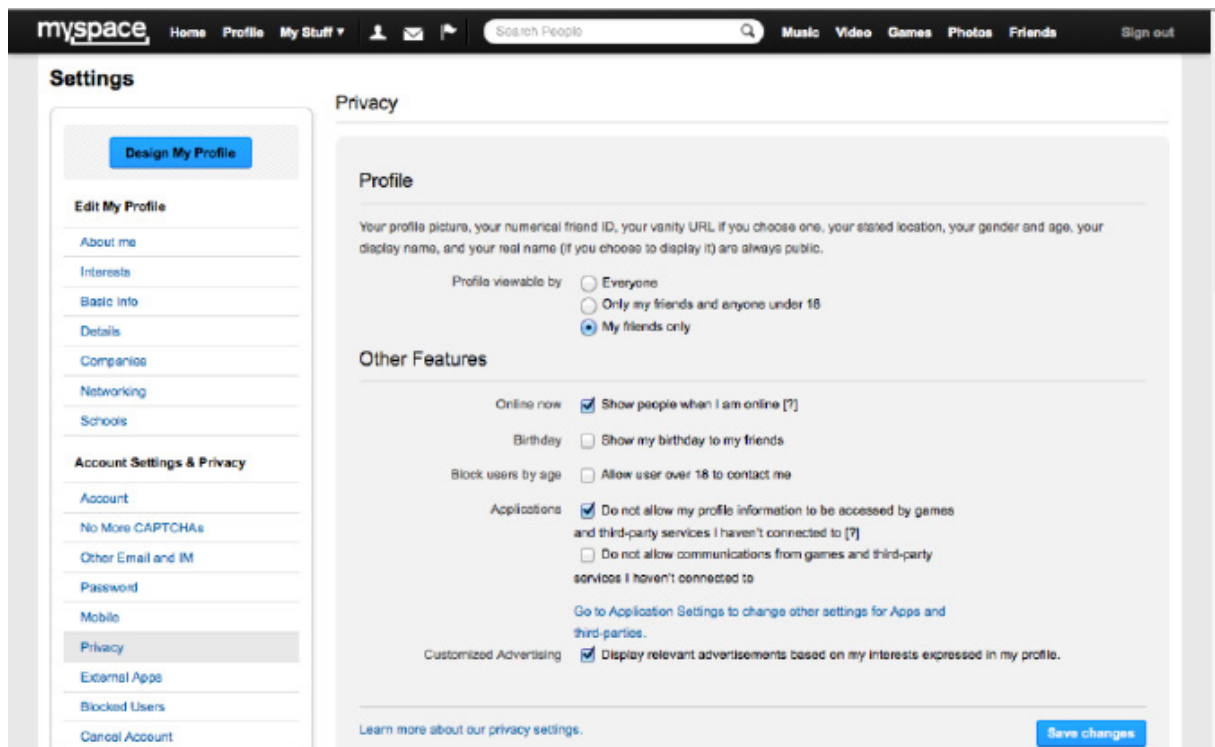 myspace Home Profile My Stuff ▾ Search People Music Video Games Photos Friends Sign out
Settings
Design My Profile
Edit My Profile
About me
Interests
Basic Info
Details
Companies
Networking
Schools
Account Settings & Privacy
Account
No More CAPTCHAs
Other Email and IM
Password
Mobile
Privacy
External Apps
Blocked Users
Cancel Account
Privacy
Profile
Your profile picture, your numerical friend ID, your vanity URL if you choose one, your stated location, your gender and age, your
display name, and your real name (if you choose to display it) are always public.
Profile viewable by Everyone
Only my friends and anyone under 18
My friends only
Other Features
Online now Show people when I am online [?]
Birthday Show my birthday to my friends
Block users by age Allow user over 18 to contact me
Applications Do not allow my profile information to be accessed by games
and third-party services I haven't connected to [?]
Do not allow communications from games and third-party
services I haven't connected to
Go to Application Settings to change other settings for Apps and
third-parties.
Customized Advertising Display relevant advertisements based on my interests expressed in my profile.
Learn more about our privacy settings. Save changes